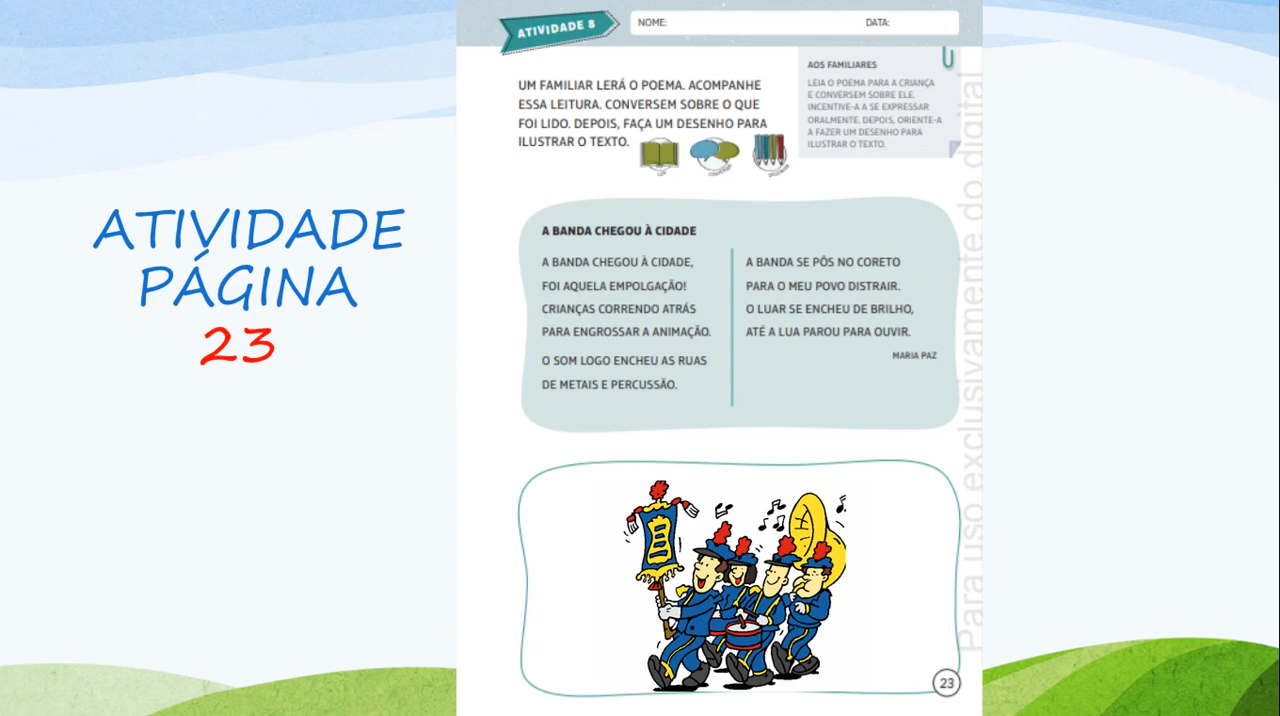 ATIVIDADE
PÁGINA
23
ATIVIDADE 8
NOME:
DATA:
UM FAMILIAR LERÁ O POEMA. ACOMPANHE
ESSA LEITURA. CONVERSEM SOBRE O QUE
FOI LIDO. DEPOIS, FAÇA UM DESENHO PARA
ILUSTRAR O TEXTO.
AOS FAMILIARES
LEIA O POEMA PARA A CRIANÇA
E CONVERSEM SOBRE ELE.
INCENTIVE-A A SE EXPRESSAR
ORALMENTE. DEPOIS, ORIENTE-A
A FAZER UM DESENHO PARA
ILUSTRAR O TEXTO.
A BANDA CHEGOU À CIDADE
A BANDA CHEGOU À CIDADE,
FOI AQUELA EMPOLGAÇÃO!
CRIANÇAS CORRENDO ATRÁS
PARA ENGROSSAR A ANIMAÇÃO.
O SOM LOGO ENCHEU AS RUAS
DE METAIS E PERCUSSÃO.
A BANDA SE PÔS NO CORETO
PARA O MEU POVO DISTRAIR.
O LUAR SE ENCHEU DE BRILHO,
ATÉ A LUA PAROU PARA OUVIR.
MARIA PAZ
23
Para uso exclusivamente do digital